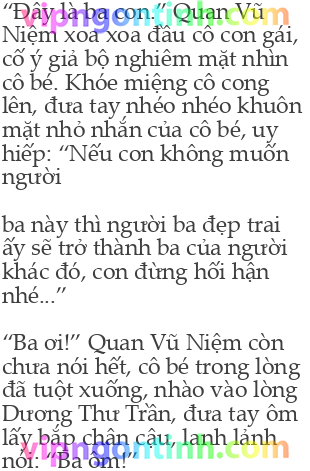 “Đây là ba con.” Quan Vũ
Niệm xoa xoa đầu cô con gái,
cố ý giả bộ nghiêm mặt nhìn
cô bé. Khóe miệng cô cong
lên, đưa tay nhéo nhéo khuôn
mặt nhỏ nhắn của cô bé, uy
hiếp: “Nếu con không muốn
người
ba này thì người ba đẹp trai
ấy sẽ trở thành ba của người
khác đó, con đừng hối hận
nhé...”
“Ba ơi!” Quan Vũ Niệm còn
chưa nói hết, cô bé trong lòng
đã tuột xuống, nhào vào lòng
Dương Thư Trần, đưa tay ôm
lấy bắp chân cậu, lanh lảnh
nói: “Ba ôm!”
vipngontinh.com
vipngontinh.com